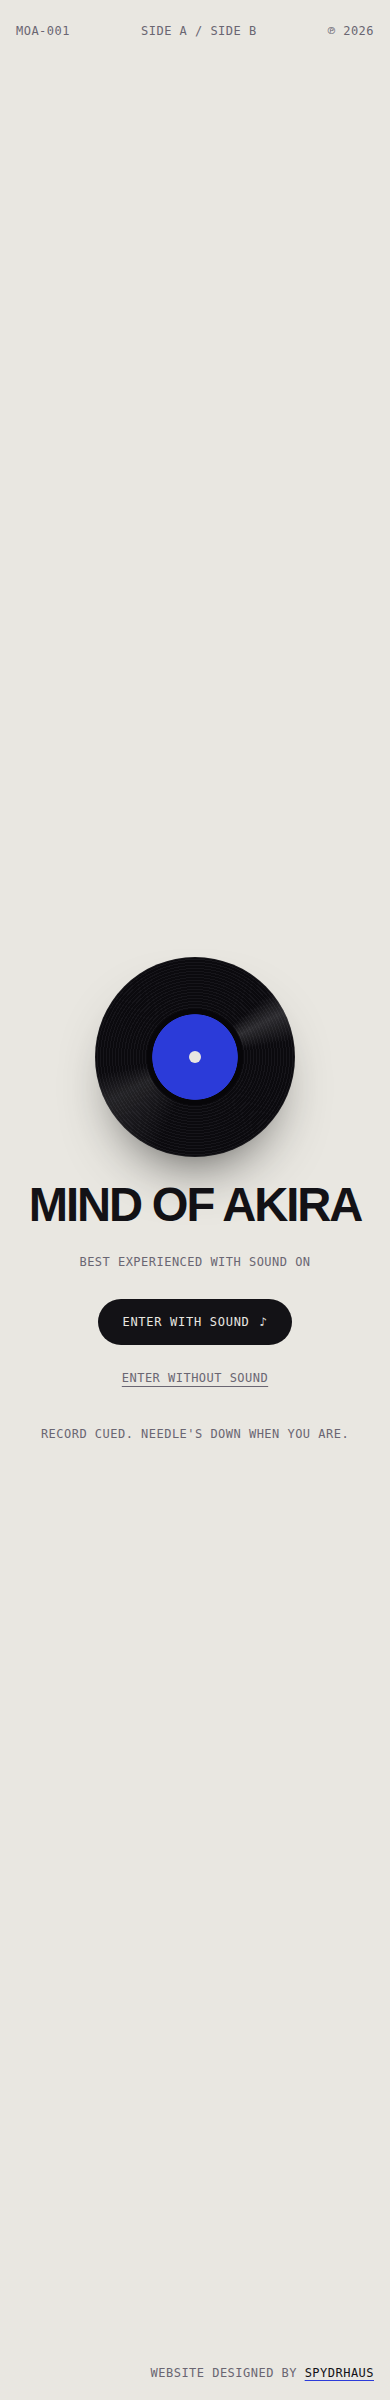 MOA-001 SIDE A / SIDE B ℗ 2026
MIND OF AKIRA
BEST EXPERIENCED WITH SOUND ON
ENTER WITH SOUND ♪
ENTER WITHOUT SOUND
RECORD CUED. NEEDLE'S DOWN WHEN YOU ARE.
WEBSITE DESIGNED BY SPYDRHAUS